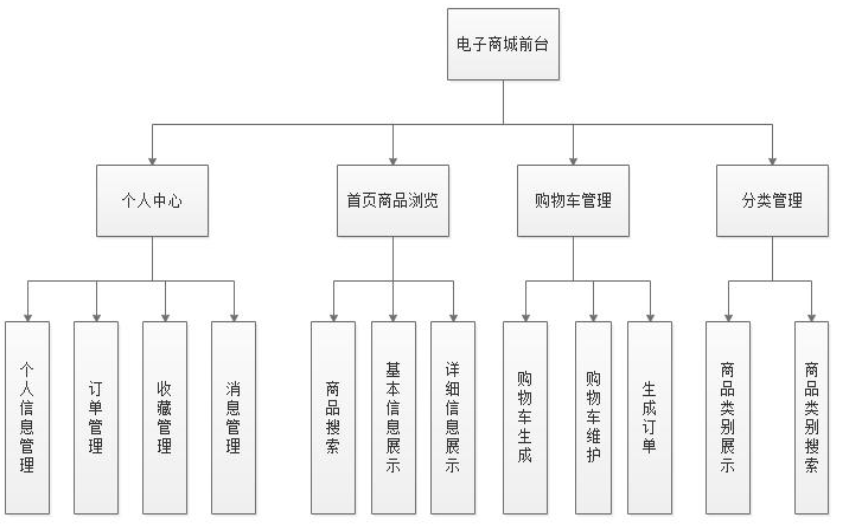 电子商城前台
个人中心
首页商品浏览
购物车管理
分类管理
个人信息管理
订单管理
收藏管理
消息管理
商品搜索
基本信息展示
详细信息展示
购物车生成
购物车维护
生成订单
商品类别展示
商品类别搜索